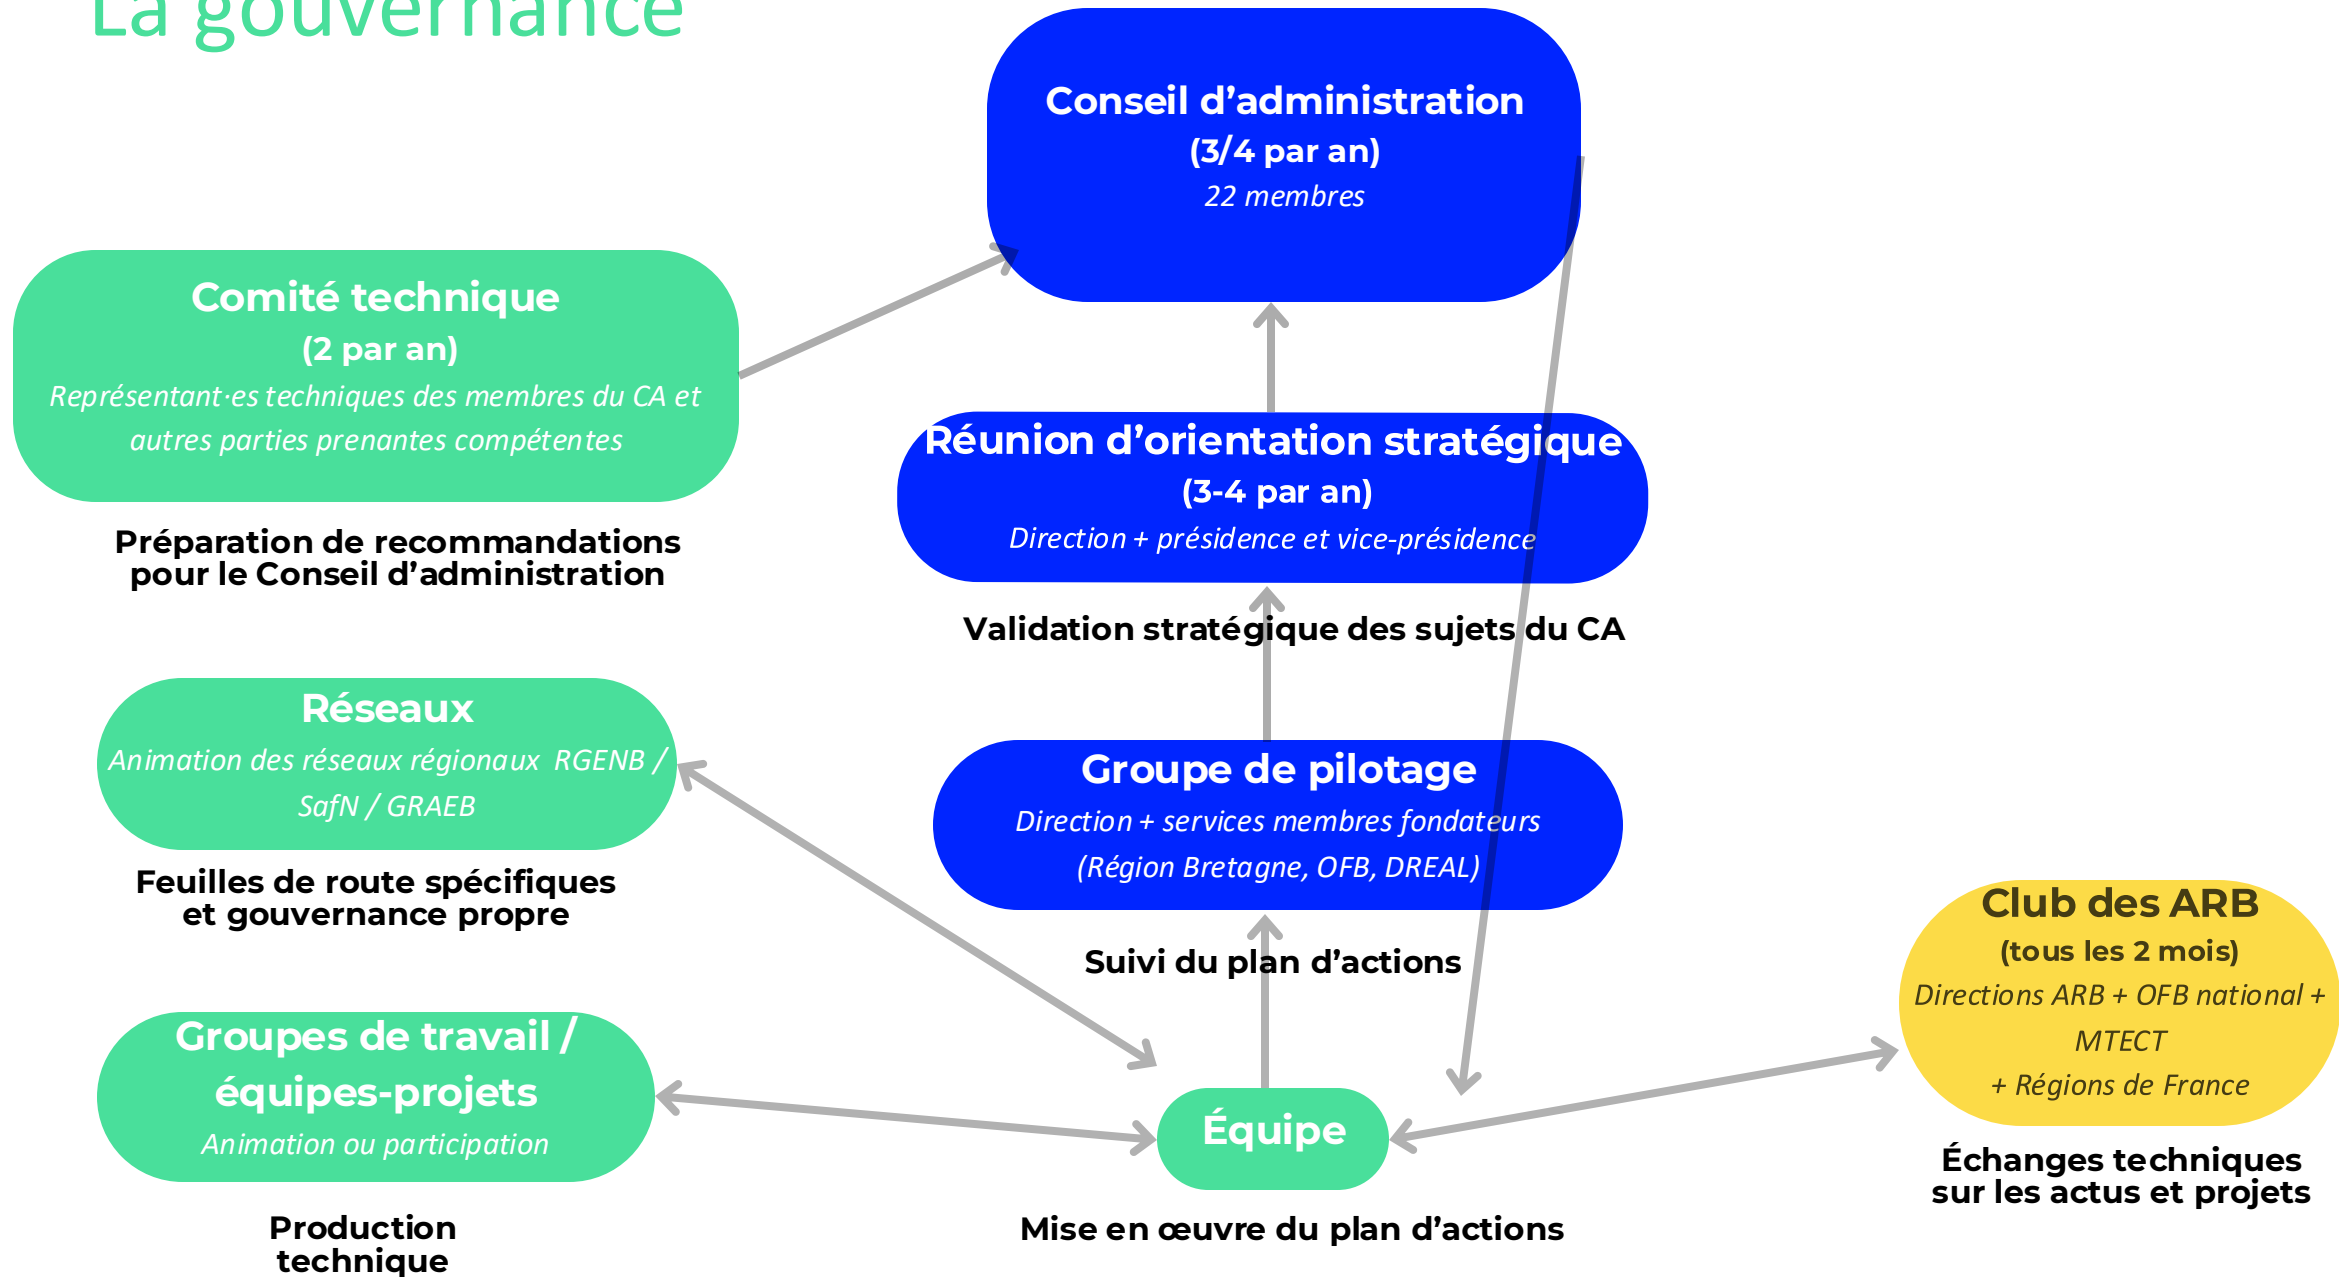 La gouvernance
Conseil d’administration
(3/4 par an)
22 membres
Comité technique
(2 par an)
Représentant·es techniques des membres du CA et
autres parties prenantes compétentes
Préparation de recommandations
pour le Conseil d’administration
Réunion d’orientation stratégique
(3-4 par an)
Direction + présidence et vice-présidence
Validation stratégique des sujets du CA
Réseaux
Animation des réseaux régionaux RGENB /
SafN / GRAEB
Feuilles de route spécifiques
et gouvernance propre
Groupe de pilotage
Direction + services membres fondateurs
(Région Bretagne, OFB, DREAL)
Suivi du plan d’actions
Club des ARB
(tous les 2 mois)
Directions ARB + OFB national +
MTECT
+ Régions de France
Échanges techniques
sur les actus et projets
Groupes de travail /
équipes-projets
Animation ou participation
Production
technique
Équipe
Mise en œuvre du plan d’actions